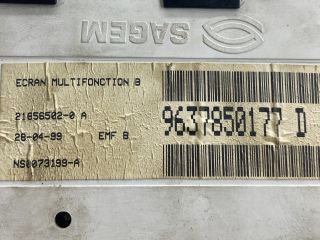 SAGEM
ECRAN MULTIFONCTION B
21656502-0 A
28-04-99 EMF B
9637850177 D
NS0073199-A